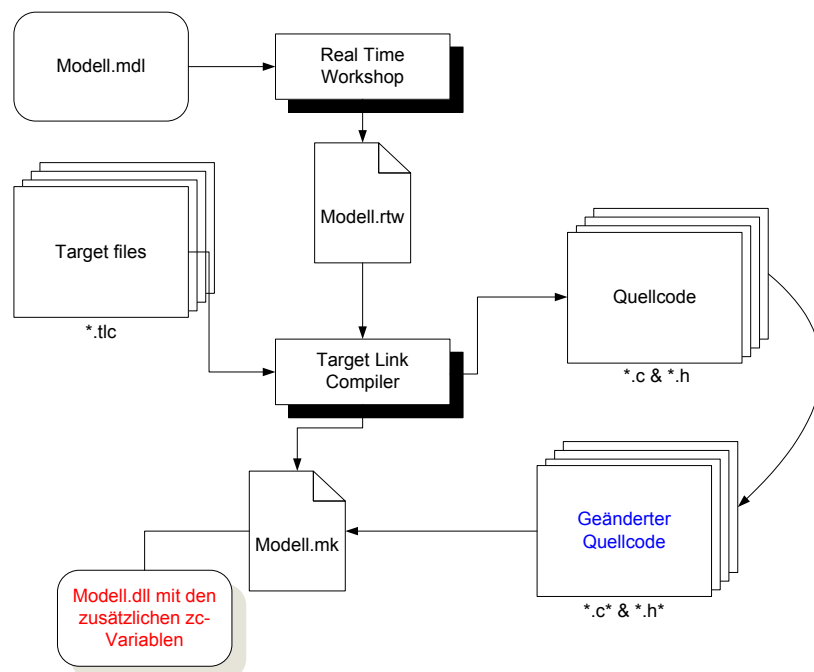 Modell.mdl
Real Time
Workshop
Modell.rtw
Target files
*.tlc
Target Link
Compiler
Quellcode
*.c & *.h
Geänderter
Quellcode
*.c* & *.h*
Modell.mk
Modell.dll mit den
zusätzlichen zc-
Variablen